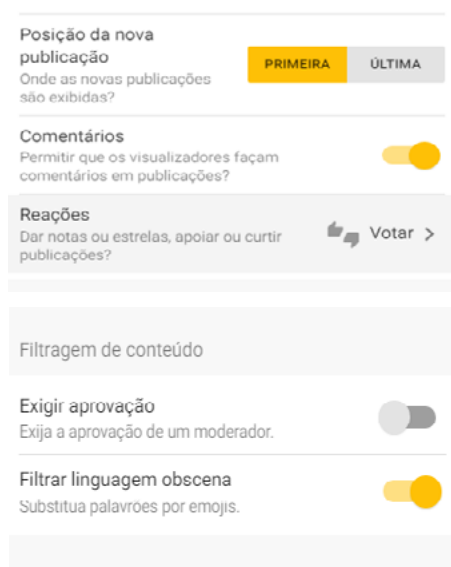 Posição da nova
publicação
Onde as novas publicações
são exibidas?
PRIMEIRA
ÚLTIMA
Comentários
Permitir que os visualizadores façam
comentários em publicações?
Reações
Dar notas ou estrelas, apoiar ou curtir
publicações?
Votar
Filtragem de conteúdo
Exigir aprovação
Exija a aprovação de um moderador.
Filtrar linguagem obscena
Substitua palavrões por emojis.